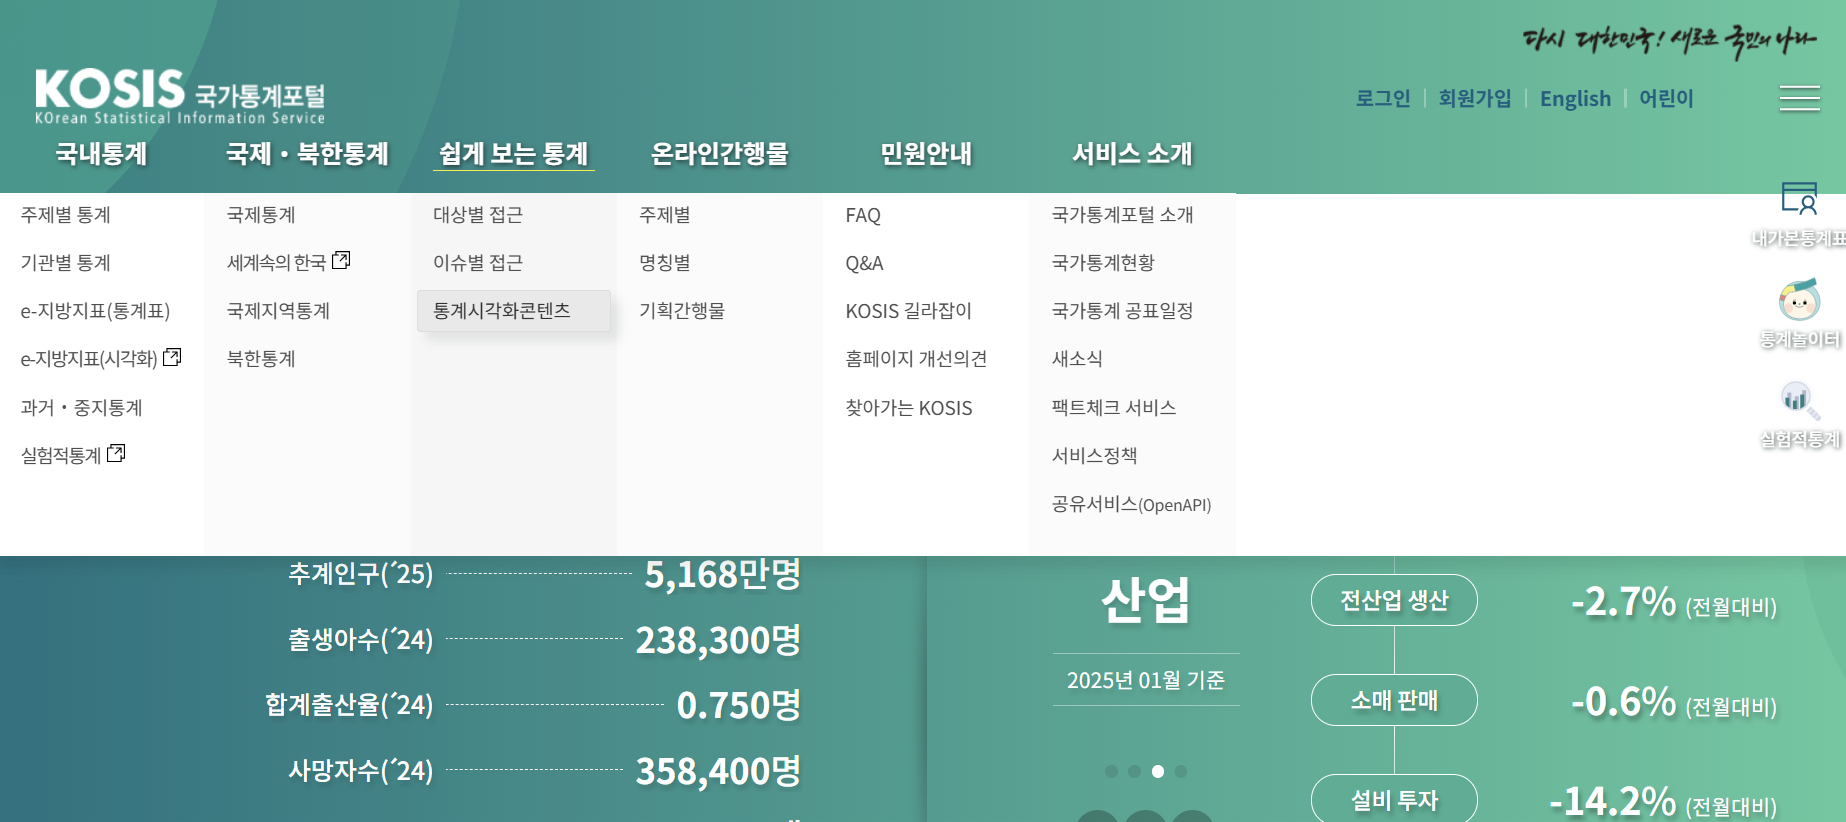 다시 대한민국! 새로운 국민의 나라
KOSIS 국가통계포털
KOrean Statistical Information Service
로그인 회원가입 English 어린이
국내통계 국제・북한통계 쉽게 보는 통계 온라인간행물 민원안내 서비스 소개
주제별 통계
기관별 통계
e-지방지표(통계표)
e-지방지표(시각화)
과거・중지통계
실험적통계
국제통계
세계속의 한국
국제지역통계
북한통계
대상별 접근
이슈별 접근
통계시각화콘텐츠
주제별
명칭별
기획간행물
FAQ
Q&A
KOSIS 길라잡이
홈페이지 개선의견
찾아가는 KOSIS
국가통계포털 소개
국가통계현황
국가통계 공표일정
새소식
팩트체크 서비스
서비스정책
공유서비스(OpenAPI)
내가본통계표
통계놀이터
실험적통계
추계인구(´25) 5,168만명
출생아수(´24) 238,300명
합계출산율(´24) 0.750명
사망자수(´24) 358,400명
산업
2025년 01월 기준
전산업 생산 -2.7% (전월대비)
소매 판매 -0.6% (전월대비)
설비 투자 -14.2% (전월대비)